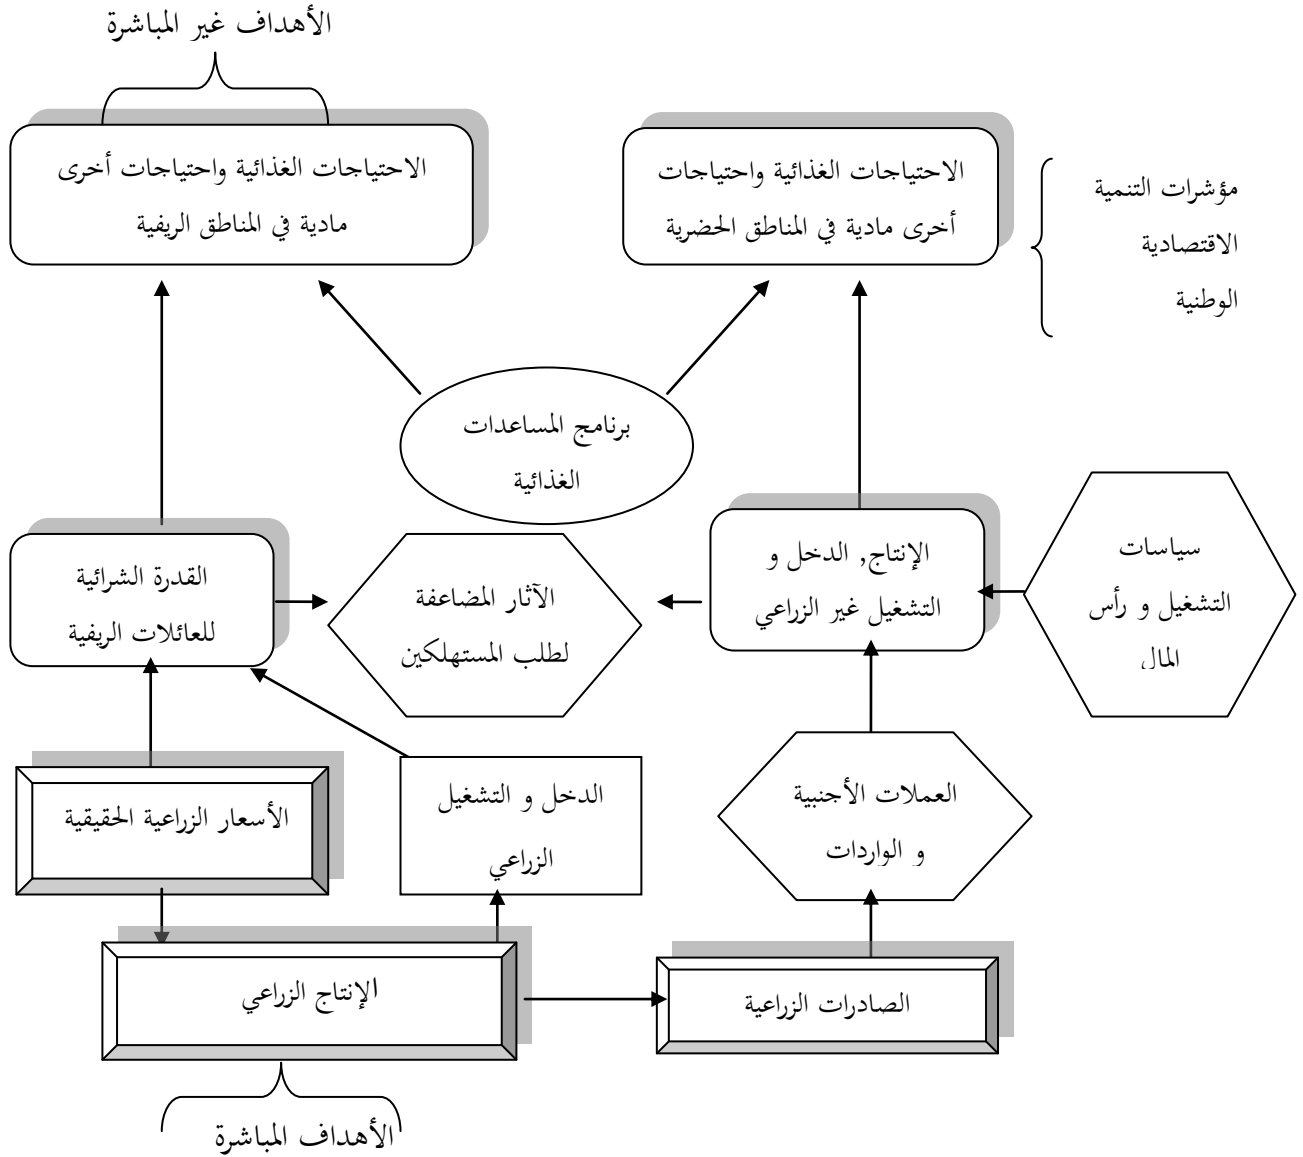 الأهداف غير المباشرة
الاحتياجات الغذائية واحتياجات
أخرى مادية في المناطق الحضرية
الاحتياجات الغذائية واحتياجات أخرى
مادية في المناطق الريفية
مؤشرات التنمية
الاقتصادية
الوطنية
برنامج المساعدات
الغذائية
سياسات
التشغيل و رأس
المال
الإنتاج, الدخل و
التشغيل غير الزراعي
الآثار المضاعفة
لطلب المستهلكين
القدرة الشرائية
للعائلات الريفية
العملات الأجنبية
و الواردات
الدخل و التشغيل
الزراعي
الأسعار الزراعية الحقيقية
الصادرات الزراعية
الإنتاج الزراعي
الأهداف المباشرة